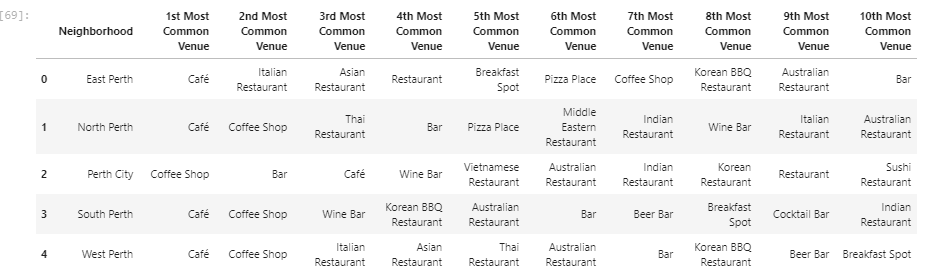 [69]:
Neighborhood 1st Most Common Venue 2nd Most Common Venue 3rd Most Common Venue 4th Most Common Venue 5th Most Common Venue 6th Most Common Venue 7th Most Common Venue 8th Most Common Venue 9th Most Common Venue 10th Most Common Venue
0 East Perth Café Italian Restaurant Asian Restaurant Restaurant Breakfast Spot Pizza Place Coffee Shop Korean BBQ Restaurant Australian Restaurant Bar
1 North Perth Café Coffee Shop Thai Restaurant Bar Pizza Place Middle Eastern Restaurant Indian Restaurant Wine Bar Italian Restaurant Australian Restaurant
2 Perth City Coffee Shop Bar Café Wine Bar Vietnamese Restaurant Australian Restaurant Indian Restaurant Korean Restaurant Restaurant Sushi Restaurant
3 South Perth Café Coffee Shop Wine Bar Korean BBQ Restaurant Australian Restaurant Bar Beer Bar Breakfast Spot Cocktail Bar Indian Restaurant
4 West Perth Café Coffee Shop Italian Restaurant Asian Restaurant Thai Restaurant Australian Restaurant Bar Korean BBQ Restaurant Beer Bar Breakfast Spot